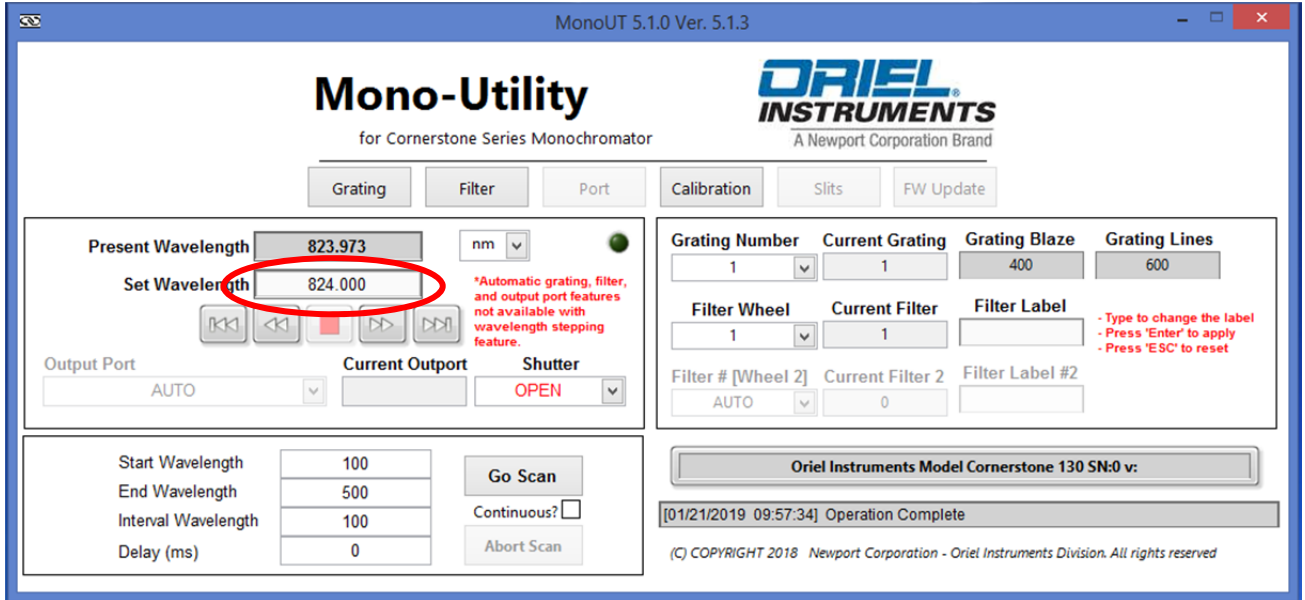 MonoUT 5.1.0 Ver. 5.1.3
Mono-Utility
for Cornerstone Series Monochromator
ORIEL®
INSTRUMENTS
A Newport Corporation Brand
Grating Filter Port Calibration Slits FW Update
Present Wavelength 823.973 nm
Set Wavelength 824.000
*Automatic grating, filter,
and output port features
not available with
wavelength stepping
feature.
Output Port Current Outport Shutter
AUTO OPEN
Grating Number Current Grating Grating Blaze Grating Lines
1 1 400 600
Filter Wheel Current Filter Filter Label
1 1
- Type to change the label
- Press 'Enter' to apply
- Press 'ESC' to reset
Filter # [Wheel 2] Current Filter 2 Filter Label #2
AUTO 0
Start Wavelength 100
End Wavelength 500
Interval Wavelength 100
Delay (ms) 0
Go Scan
Continuous?
Abort Scan
Oriel Instruments Model Cornerstone 130 SN:0 v:
[01/21/2019 09:57:34] Operation Complete
(C) COPYRIGHT 2018 Newport Corporation - Oriel Instruments Division. All rights reserved